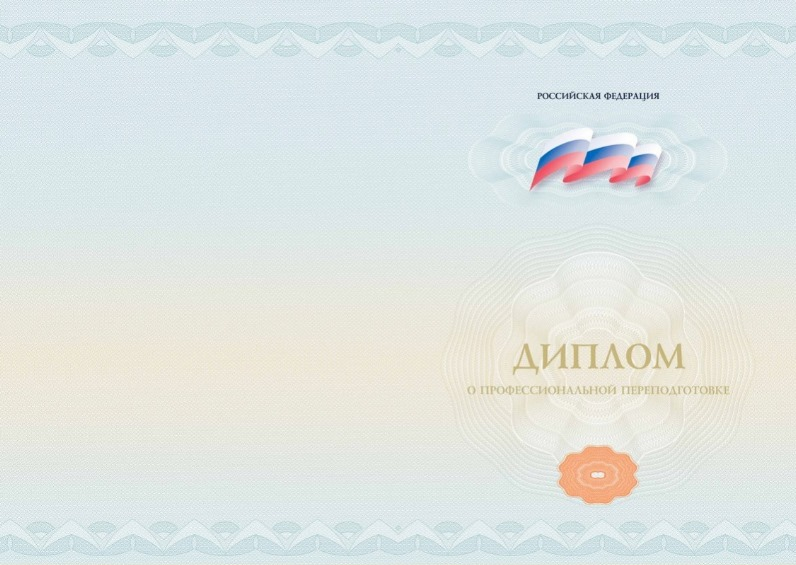 РОССИЙСКАЯ ФЕДЕРАЦИЯ
ДИПЛОМ
О ПРОФЕССИОНАЛЬНОЙ ПЕРЕПОДГОТОВКЕ